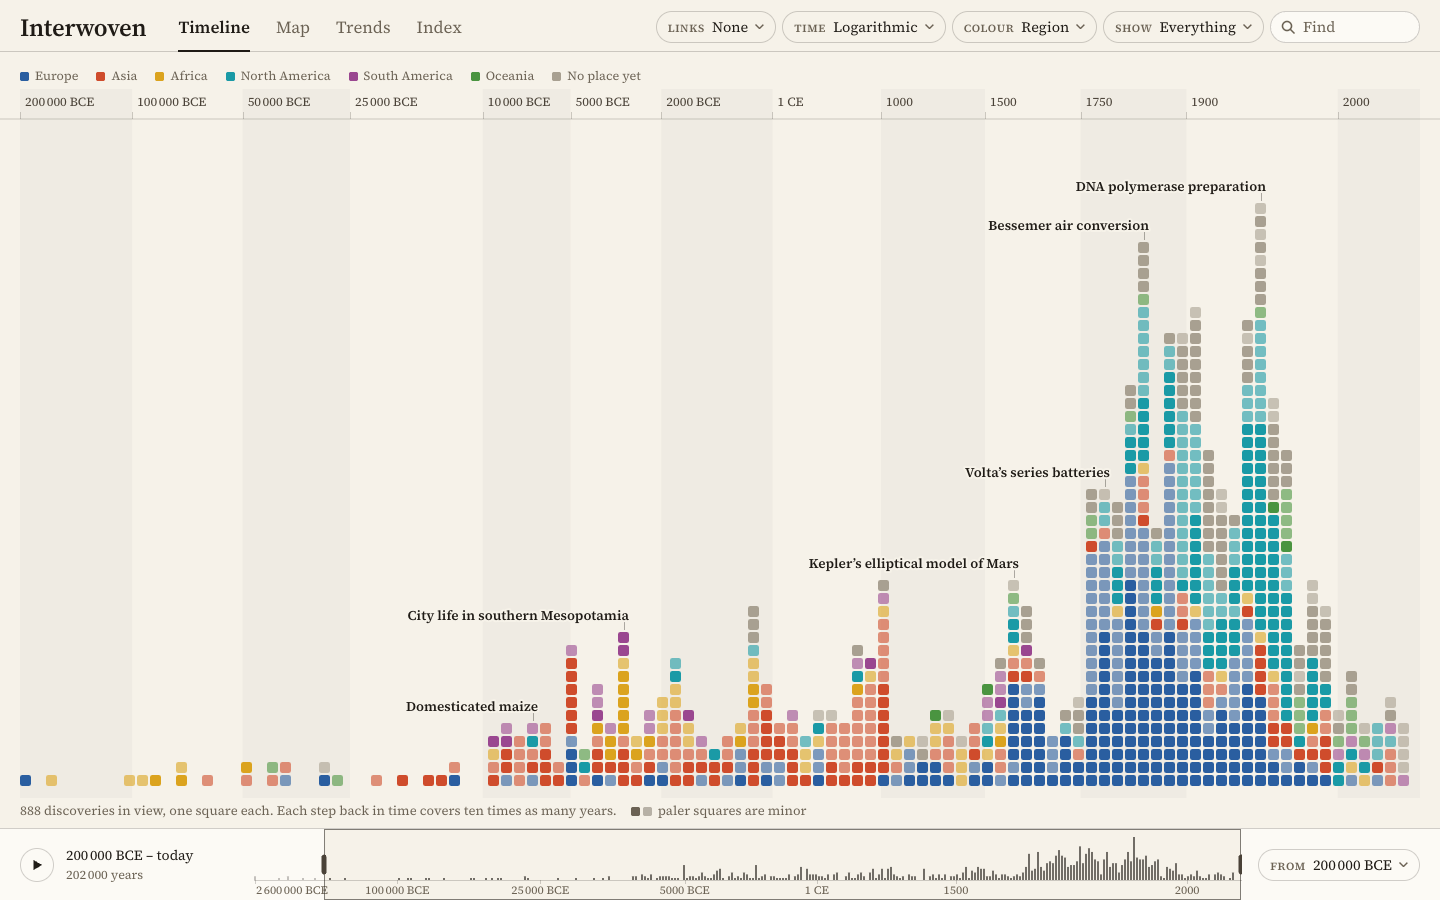 Interwoven
Timeline
Map
Trends
Index
LINKS None
TIME Logarithmic
COLOUR Region
SHOW Everything
Find
Europe
Asia
Africa
North America
South America
Oceania
No place yet
200 000 BCE
100 000 BCE
50 000 BCE
25 000 BCE
10 000 BCE
5000 BCE
2000 BCE
1 CE
1000
1500
1750
1900
2000
DNA polymerase preparation
Bessemer air conversion
Volta’s series batteries
Kepler’s elliptical model of Mars
City life in southern Mesopotamia
Domesticated maize
888 discoveries in view, one square each. Each step back in time covers ten times as many years.
paler squares are minor
200 000 BCE – today
202 000 years
2 600 000 BCE
100 000 BCE
25 000 BCE
5000 BCE
1 CE
1500
2000
FROM 200 000 BCE